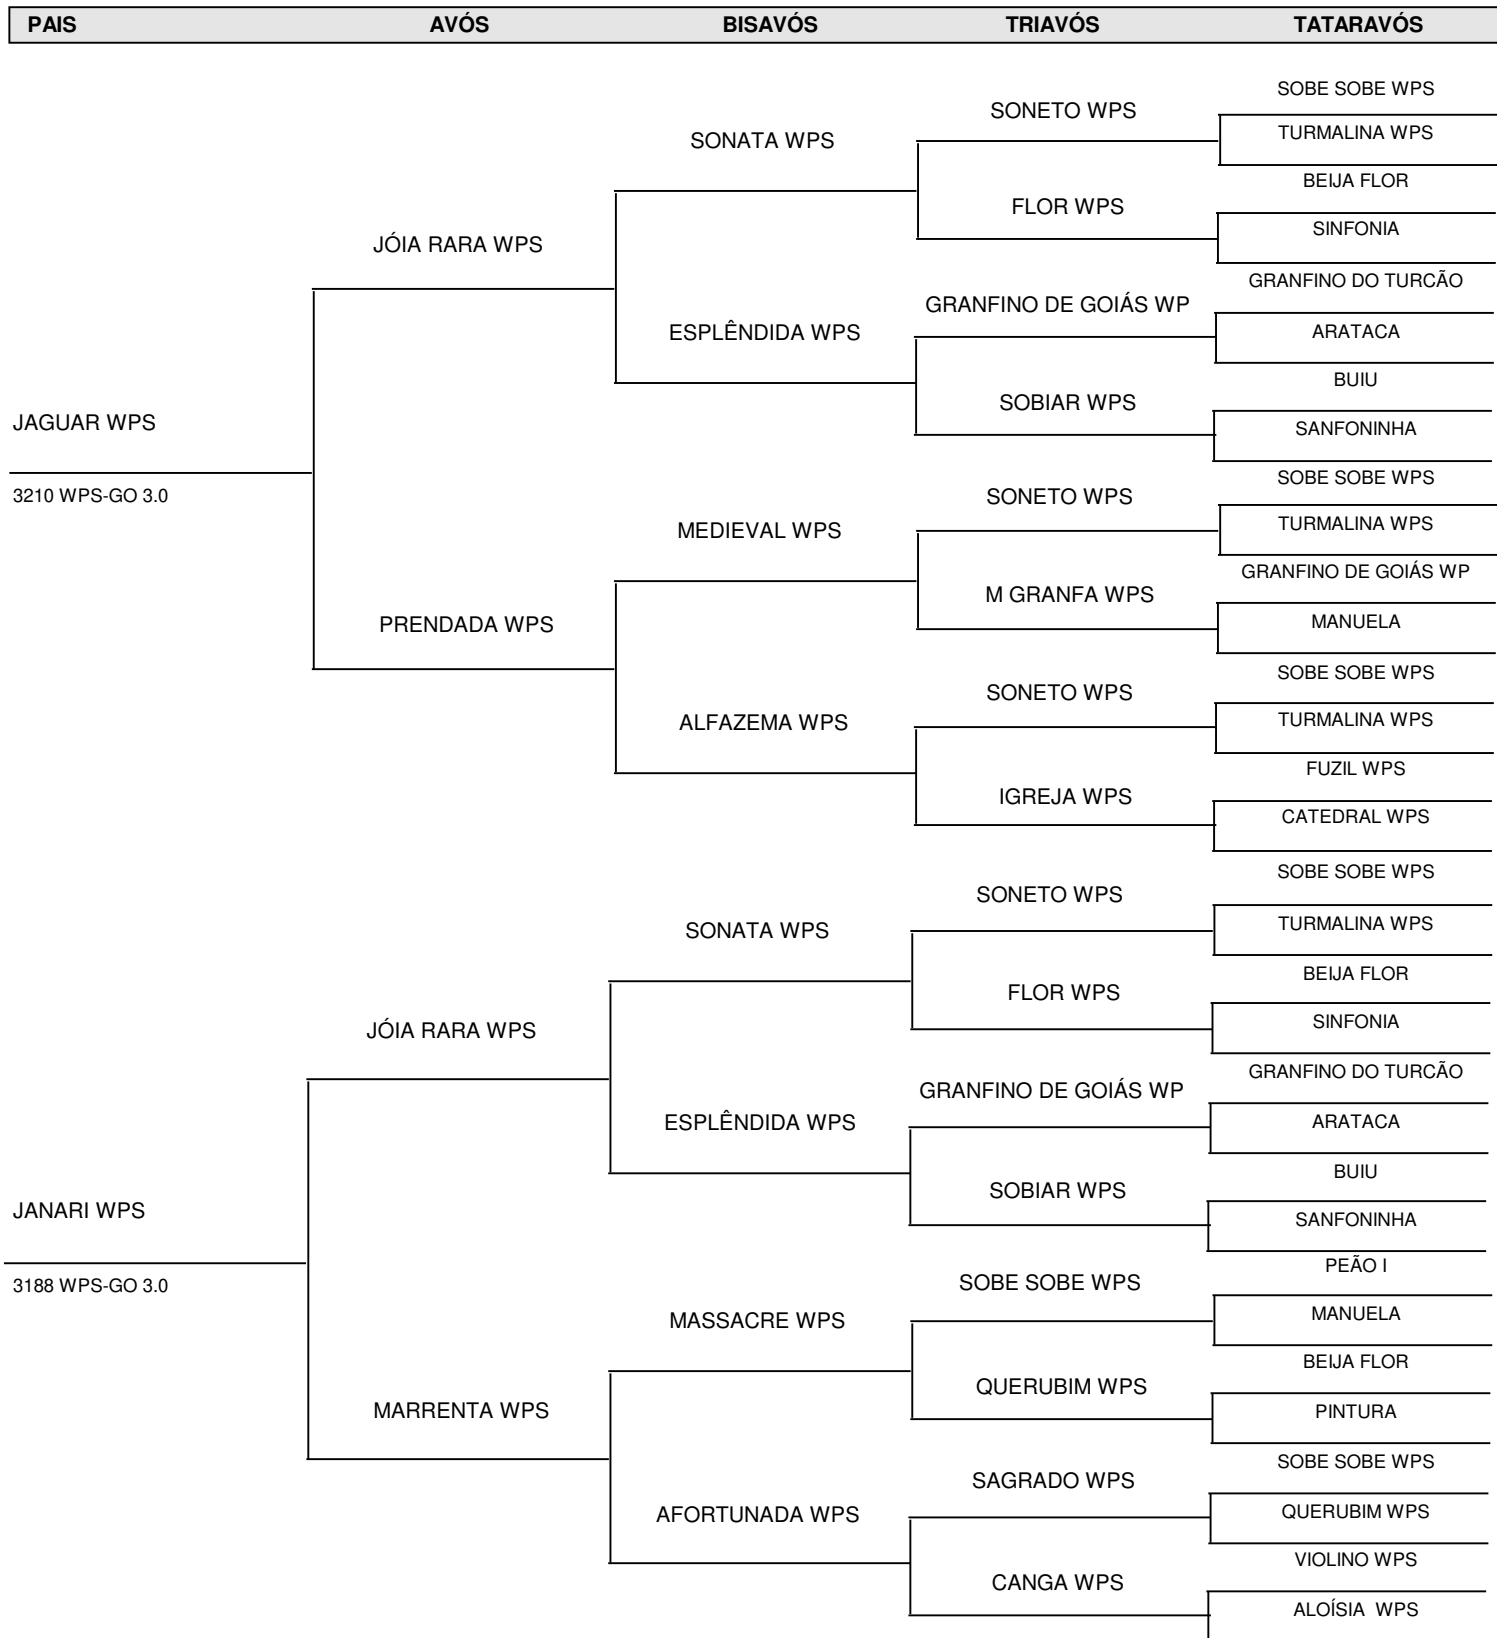 PAIS AVÓS BISAVÓS TRIAVÓS TATARAVÓS
SOBE SOBE WPS
SONETO WPS
TURMALINA WPS
SONATA WPS
BEIJA FLOR
FLOR WPS
SINFONIA
JÓIA RARA WPS
GRANFINO DO TURCÃO
GRANFINO DE GOIÁS WP
ARATACA
ESPLÊNDIDA WPS
BUIU
SOBIAR WPS
JAGUAR WPS
SANFONINHA
SOBE SOBE WPS
3210 WPS-GO 3.0
SONETO WPS
TURMALINA WPS
MEDIEVAL WPS
GRANFINO DE GOIÁS WP
M GRANFA WPS
MANUELA
PRENDADA WPS
SOBE SOBE WPS
SONETO WPS
TURMALINA WPS
ALFAZEMA WPS
FUZIL WPS
IGREJA WPS
CATEDRAL WPS
SOBE SOBE WPS
SONETO WPS
TURMALINA WPS
SONATA WPS
BEIJA FLOR
FLOR WPS
SINFONIA
JÓIA RARA WPS
GRANFINO DO TURCÃO
GRANFINO DE GOIÁS WP
ARATACA
ESPLÊNDIDA WPS
BUIU
SOBIAR WPS
JANARI WPS
SANFONINHA
PEÃO I
SOBE SOBE WPS
3188 WPS-GO 3.0
MANUELA
MASSACRE WPS
BEIJA FLOR
QUERUBIM WPS
MARRENTA WPS
PINTURA
SOBE SOBE WPS
SAGRADO WPS
QUERUBIM WPS
AFORTUNADA WPS
VIOLINO WPS
CANGA WPS
ALOÍSIA WPS